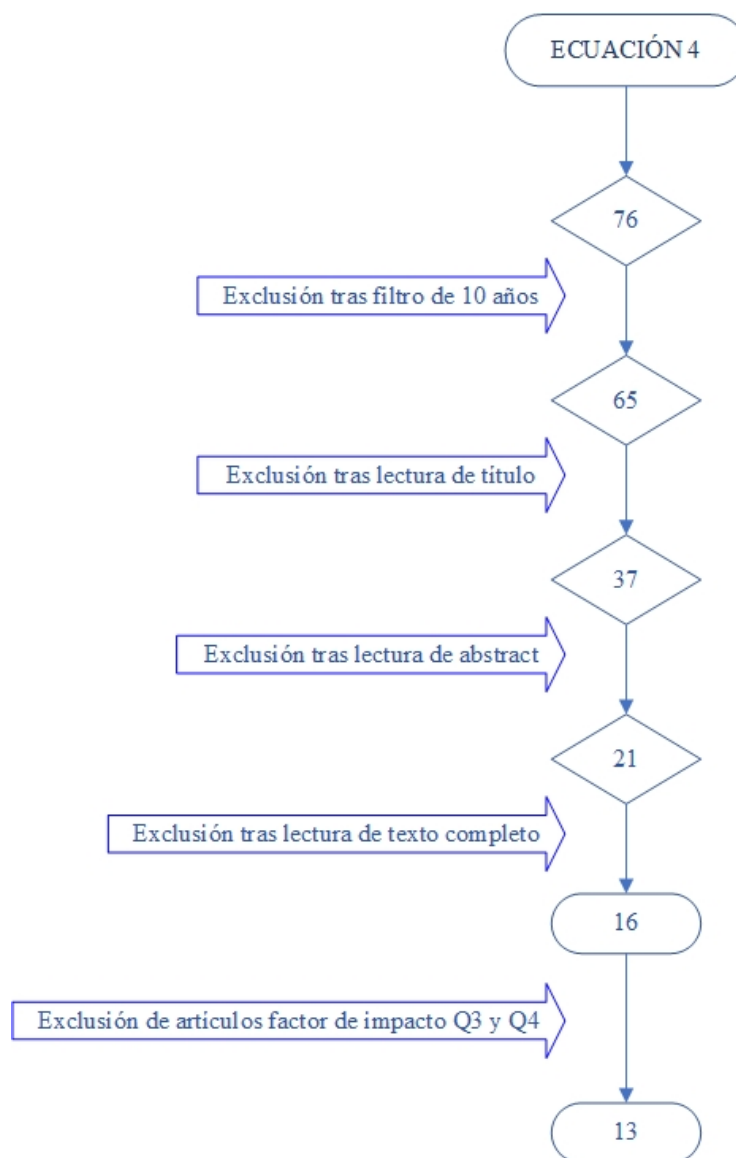 ECUACIÓN 4
76
Exclusión tras filtro de 10 años
65
Exclusión tras lectura de título
37
Exclusión tras lectura de abstract
21
Exclusión tras lectura de texto completo
16
Exclusión de artículos factor de impacto Q3 y Q4
13